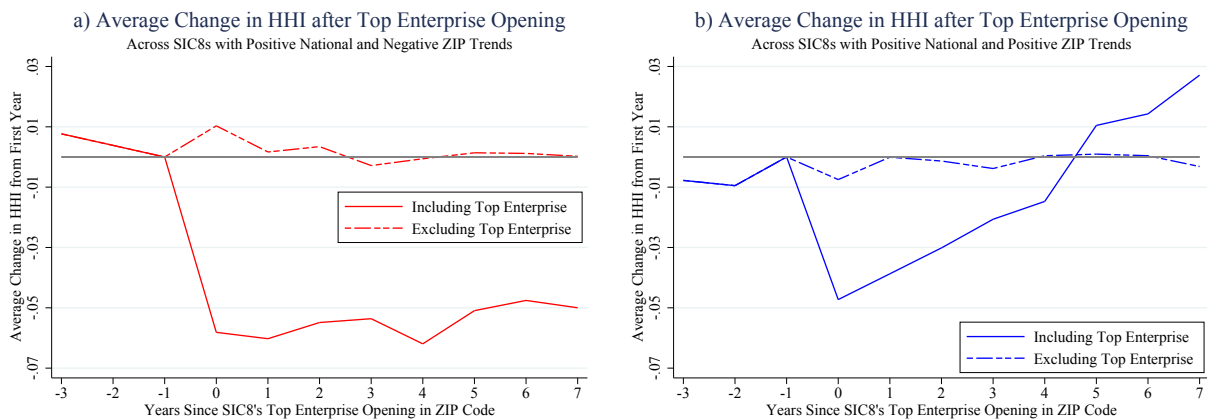 a) Average Change in HHI after Top Enterprise Opening
Across SIC8s with Positive National and Negative ZIP Trends
Average Change in HHI from First Year
.03
.01
-.01
-.03
-.05
-.07
Including Top Enterprise
Excluding Top Enterprise
-3 -2 -1 0 1 2 3 4 5 6 7
Years Since SIC8's Top Enterprise Opening in ZIP Code
b) Average Change in HHI after Top Enterprise Opening
Across SIC8s with Positive National and Positive ZIP Trends
Average Change in HHI from First Year
.03
.01
-.01
-.03
-.05
-.07
Including Top Enterprise
Excluding Top Enterprise
-3 -2 -1 0 1 2 3 4 5 6 7
Years Since SIC8's Top Enterprise Opening in ZIP Code